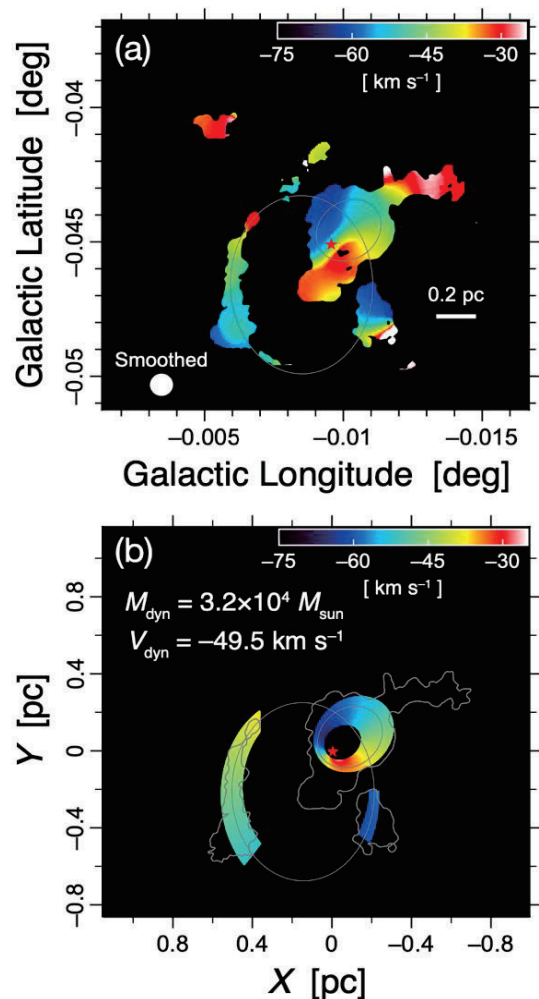 (a)
−75 −60 −45 −30
[ km s⁻¹ ]
Galactic Latitude [deg]
−0.04
−0.045
−0.05
0.2 pc
Smoothed
−0.005 −0.01 −0.015
Galactic Longitude [deg]
(b)
−75 −60 −45 −30
[ km s⁻¹ ]
M_dyn = 3.2×10⁴ M_sun
V_dyn = −49.5 km s⁻¹
Y [pc]
0.8
0.4
0
−0.4
−0.8
0.8 0.4 0 −0.4 −0.8
X [pc]